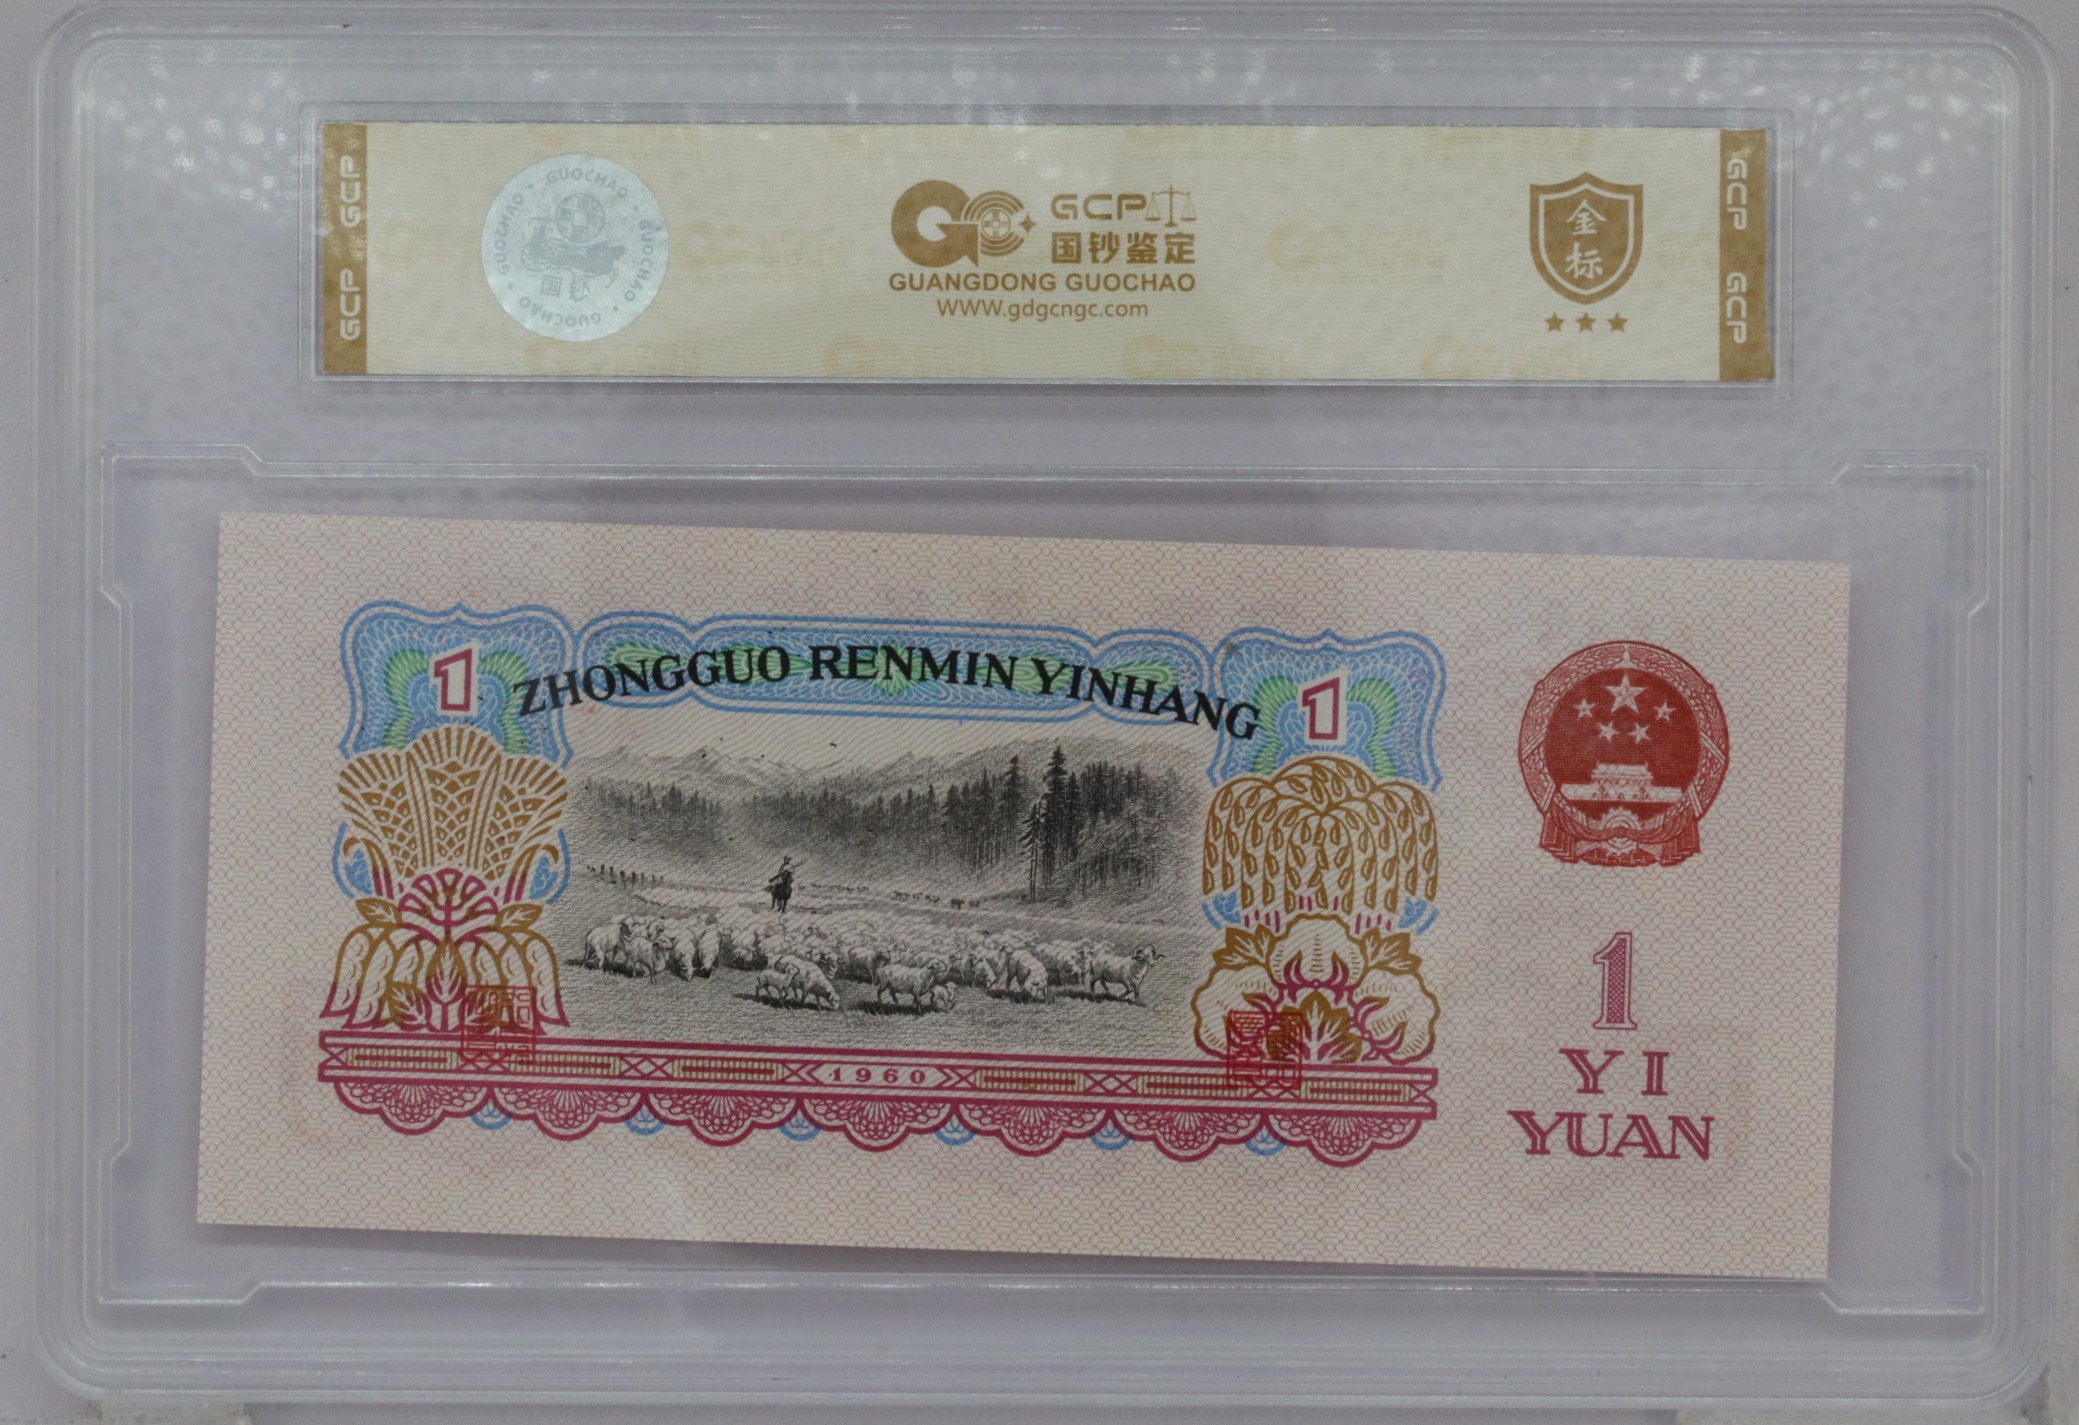 GCP GCP
GUOCHAO · GUOCHAO · GUOCHAO · GUOCHAO ·
国钞
GC
GCP
国钞鉴定
GUANGDONG GUOCHAO
WWW.gdgcngc.com
金
标
GCP GCP
1
ZHONGGUO RENMIN YINHANG
1
1960
1
YI
YUAN